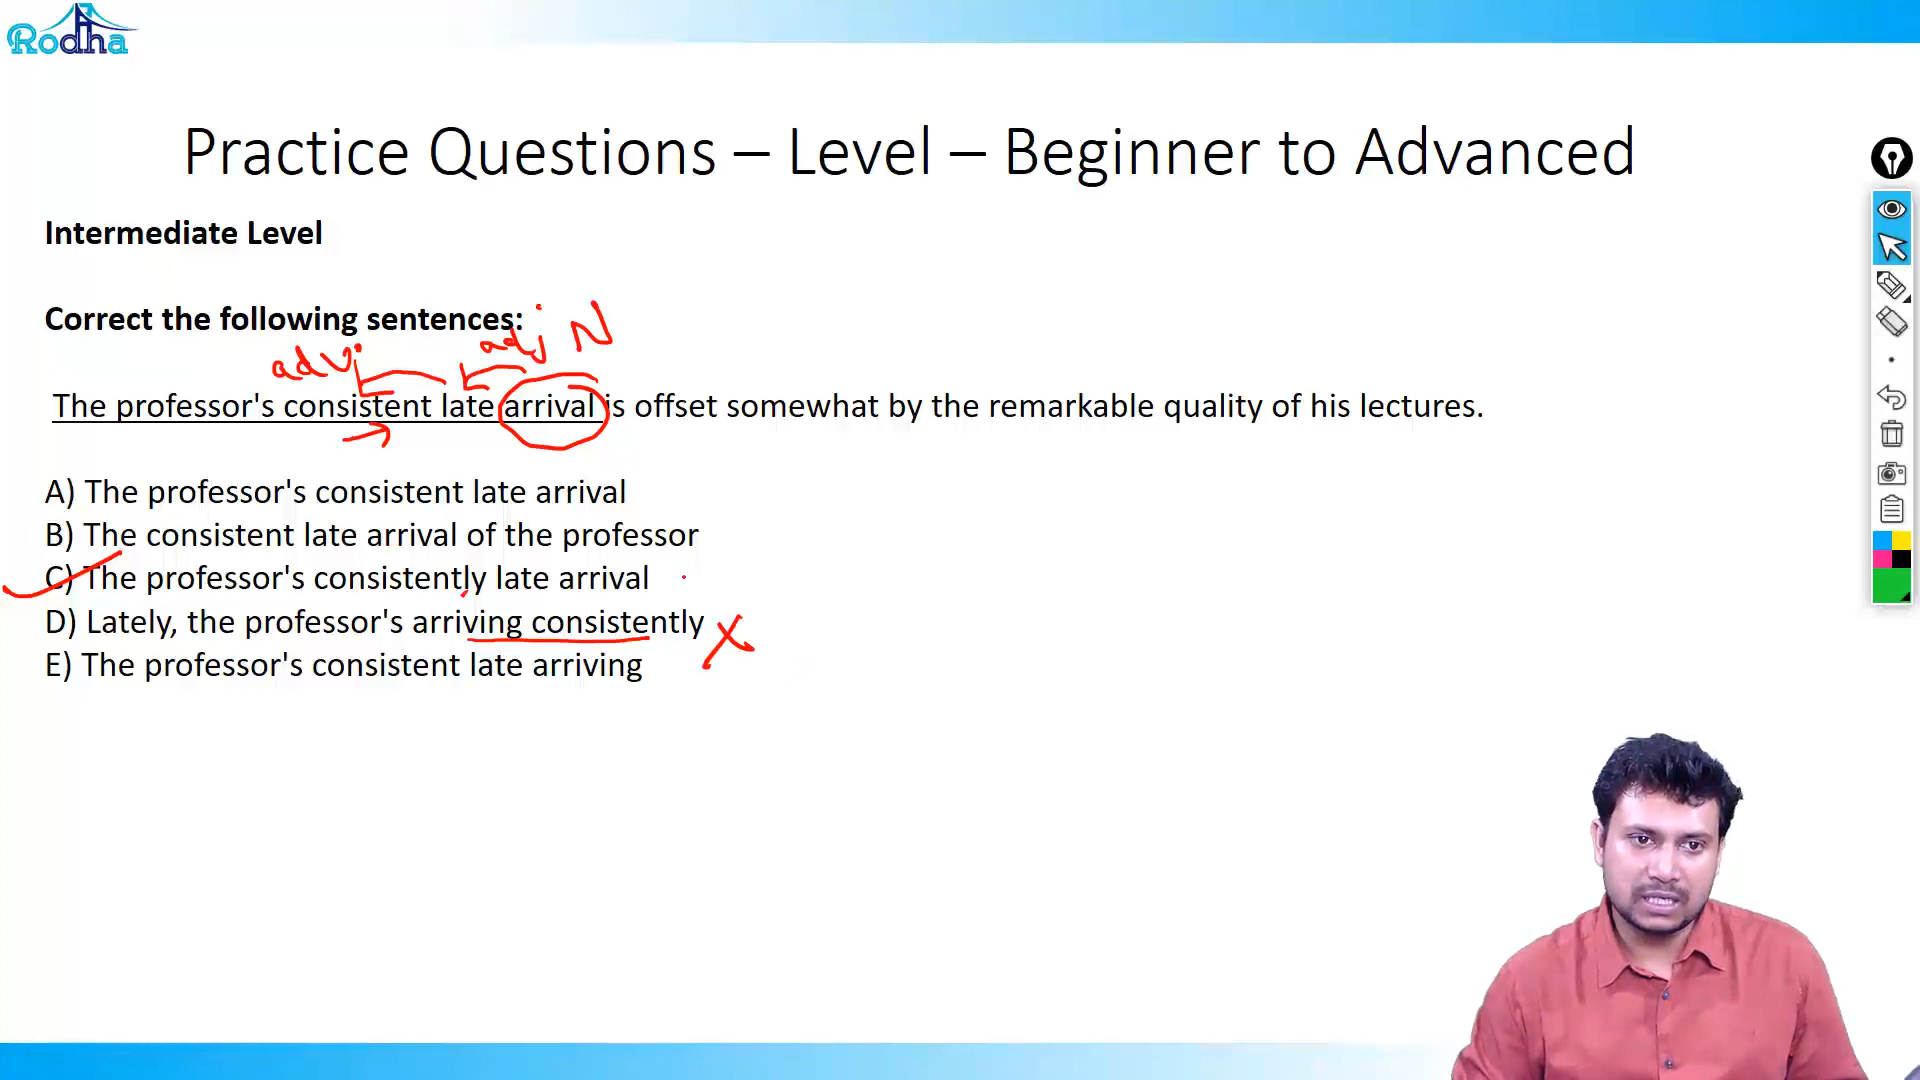 Rodha
Practice Questions – Level – Beginner to Advanced
Intermediate Level
Correct the following sentences:
adv. adj N
The professor's consistent late arrival is offset somewhat by the remarkable quality of his lectures.
A) The professor's consistent late arrival
B) The consistent late arrival of the professor
C) The professor's consistently late arrival
D) Lately, the professor's arriving consistently
E) The professor's consistent late arriving